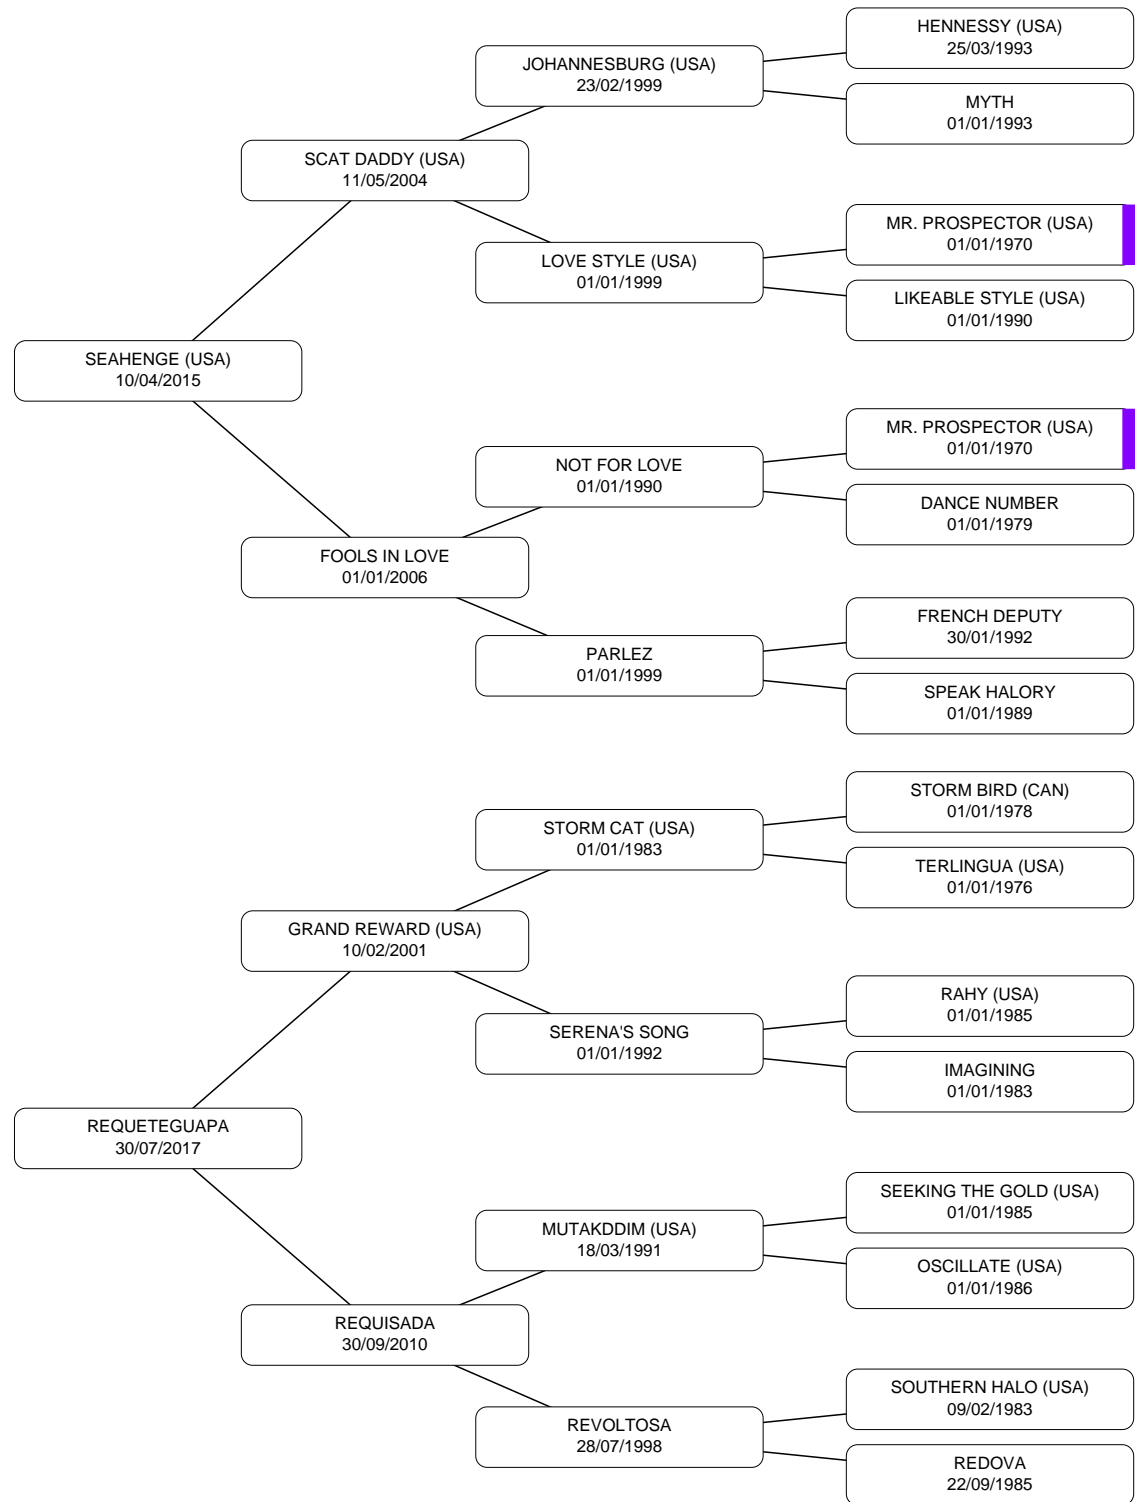 HENNESSY (USA)
25/03/1993
JOHANNESBURG (USA)
23/02/1999
MYTH
01/01/1993
SCAT DADDY (USA)
11/05/2004
MR. PROSPECTOR (USA)
01/01/1970
LOVE STYLE (USA)
01/01/1999
LIKEABLE STYLE (USA)
01/01/1990
SEAHENGE (USA)
10/04/2015
MR. PROSPECTOR (USA)
01/01/1970
NOT FOR LOVE
01/01/1990
DANCE NUMBER
01/01/1979
FOOLS IN LOVE
01/01/2006
FRENCH DEPUTY
30/01/1992
PARLEZ
01/01/1999
SPEAK HALORY
01/01/1989
STORM BIRD (CAN)
01/01/1978
STORM CAT (USA)
01/01/1983
TERLINGUA (USA)
01/01/1976
GRAND REWARD (USA)
10/02/2001
RAHY (USA)
01/01/1985
SERENA'S SONG
01/01/1992
IMAGINING
01/01/1983
REQUETEGUAPA
30/07/2017
SEEKING THE GOLD (USA)
01/01/1985
MUTAKDDIM (USA)
18/03/1991
OSCILLATE (USA)
01/01/1986
REQUISADA
30/09/2010
SOUTHERN HALO (USA)
09/02/1983
REVOLTOSA
28/07/1998
REDOVA
22/09/1985